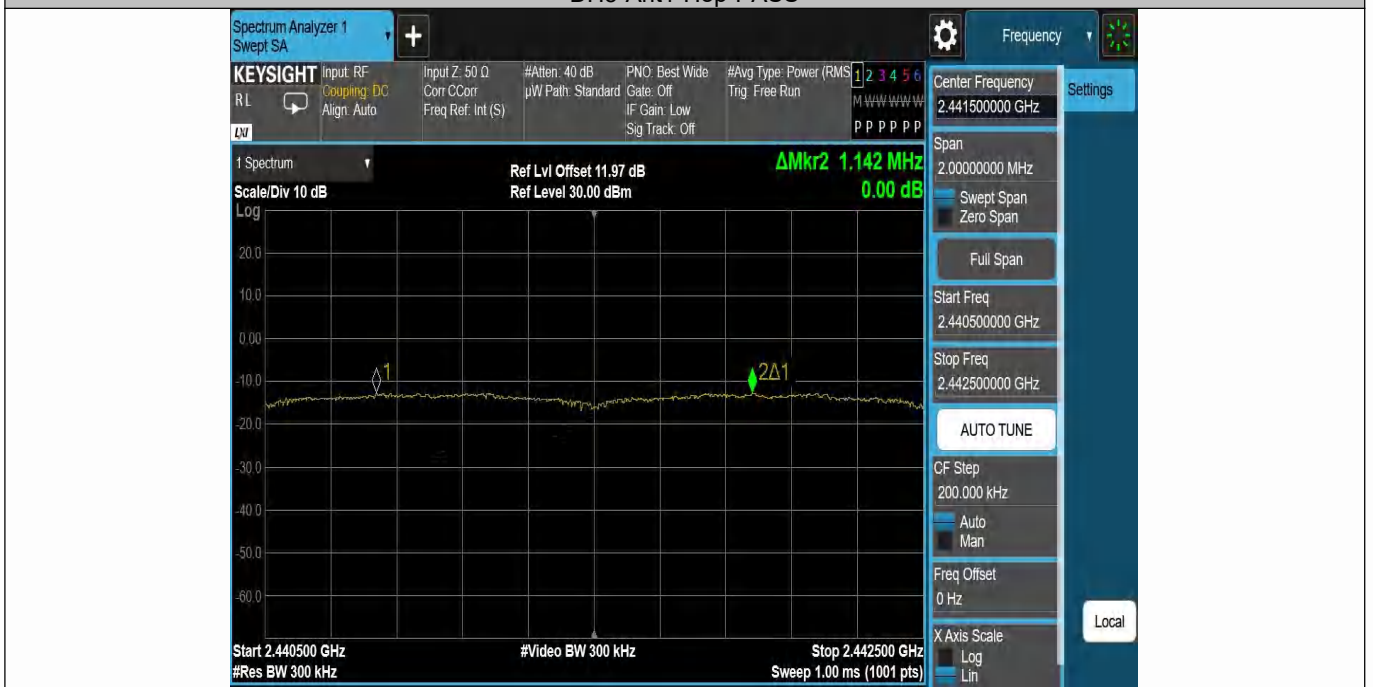 Spectrum Analyzer 1
Swept SA
+
Frequency
KEYSIGHT
RL
LXI
Input: RF
Coupling: DC
Align: Auto
Input Z: 50 Ω
Corr CCorr
Freq Ref: Int (S)
#Atten: 40 dB
µW Path: Standard
PNO: Best Wide
Gate: Off
IF Gain: Low
Sig Track: Off
#Avg Type: Power (RMS
Trig: Free Run
1 2 3 4 5 6
M W W W W W
P P P P P P
1 Spectrum
Scale/Div 10 dB
Ref Lvl Offset 11.97 dB
Ref Level 30.00 dBm
ΔMkr2 1.142 MHz
0.00 dB
Log
20.0
10.0
0.00
-10.0
-20.0
-30.0
-40.0
-50.0
-60.0
1
2Δ1
Start 2.440500 GHz
#Res BW 300 kHz
#Video BW 300 kHz
Stop 2.442500 GHz
Sweep 1.00 ms (1001 pts)
Center Frequency
2.441500000 GHz
Settings
Span
2.00000000 MHz
Swept Span
Zero Span
Full Span
Start Freq
2.440500000 GHz
Stop Freq
2.442500000 GHz
AUTO TUNE
CF Step
200.000 kHz
Auto
Man
Freq Offset
0 Hz
X Axis Scale
Log
Lin
Local